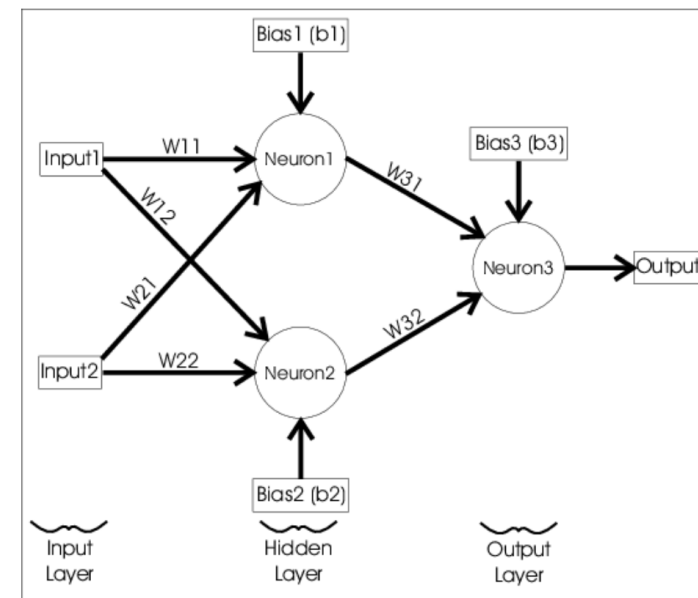 Bias1 (b1)
Input1
W11
Neuron1
Bias3 (b3)
W31
W12
W21
Neuron3
Output
W32
Input2
W22
Neuron2
Bias2 (b2)
Input
Layer
Hidden
Layer
Output
Layer